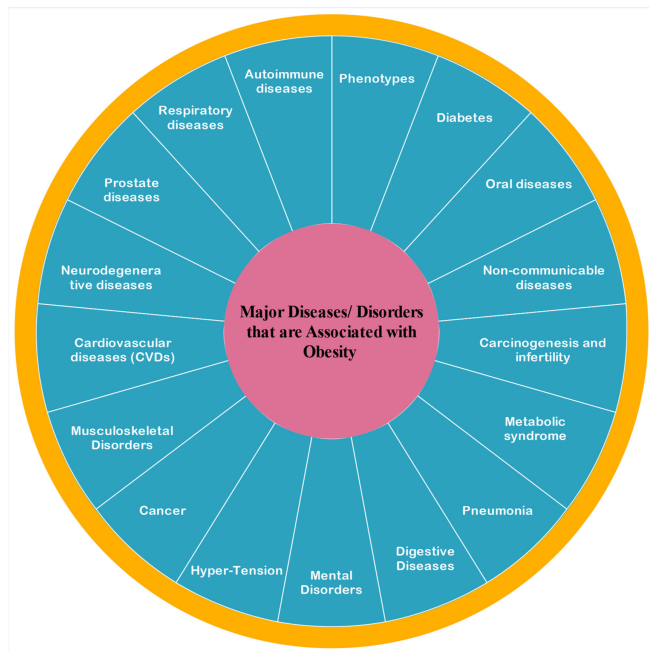 Phenotypes
Diabetes
Oral diseases
Non-communicable
diseases
Carcinogenesis and
infertility
Metabolic
syndrome
Pneumonia
Digestive
Diseases
Mental
Disorders
Hyper-Tension
Cancer
Musculoskeletal
Disorders
Cardiovascular
diseases (CVDs)
Neurodegenera
tive diseases
Prostate
diseases
Respiratory
diseases
Autoimmune
diseases
Major Diseases/ Disorders
that are Associated with
Obesity